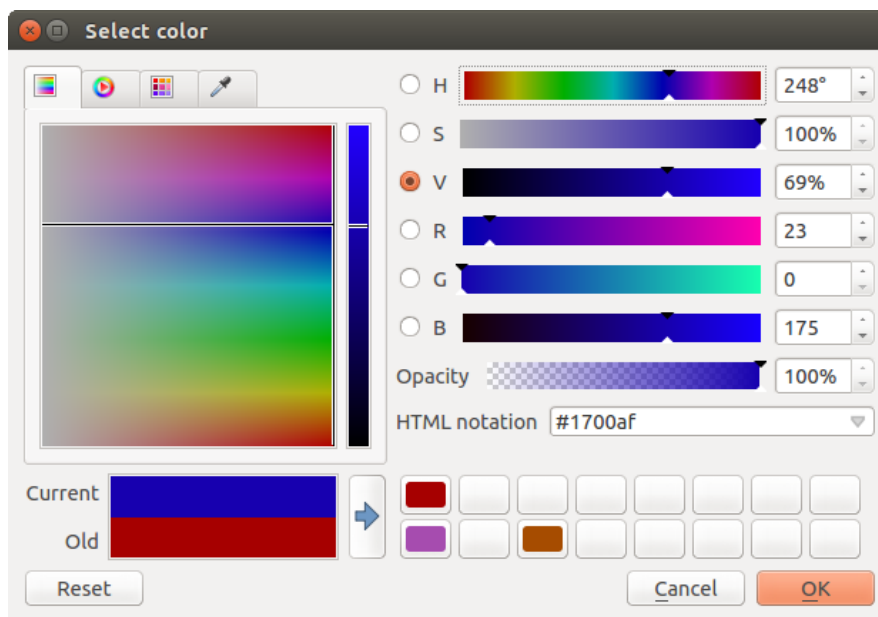 Select color
H 248°
S 100%
V 69%
R 23
G 0
B 175
Opacity 100%
HTML notation #1700af
Current
Old
Reset Cancel OK